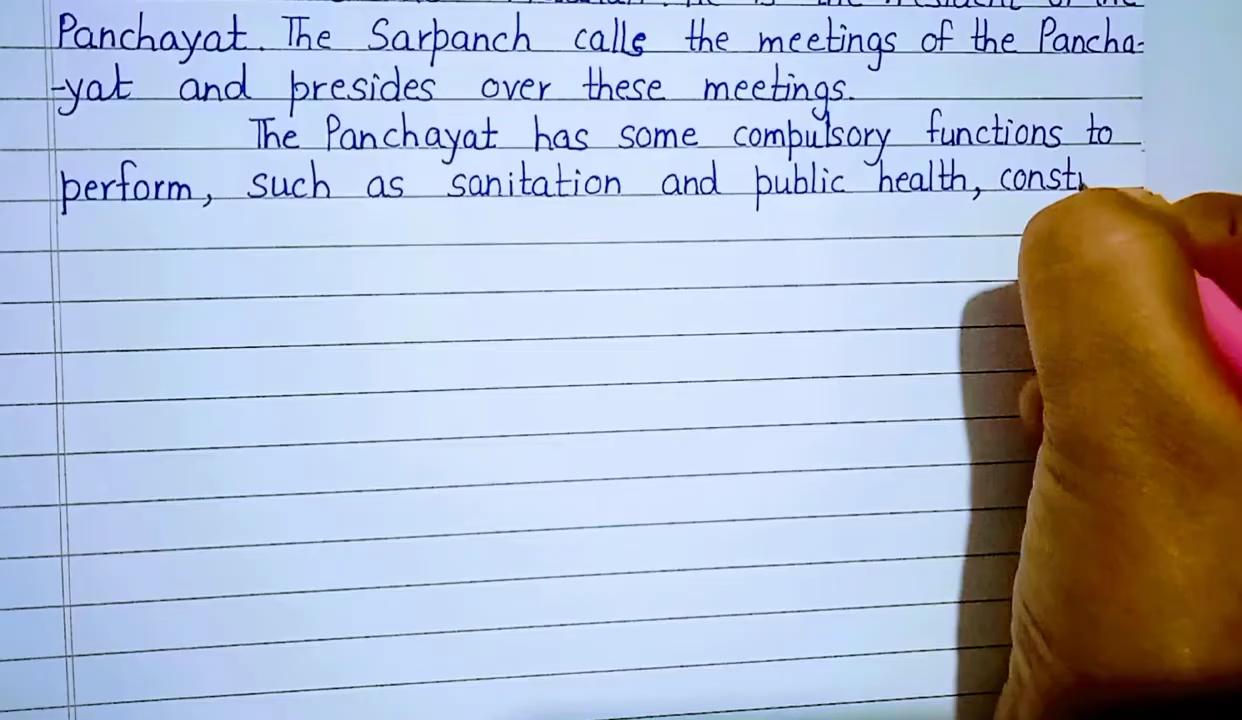 Panchayat. The Sarpanch calls the meetings of the Pancha-
-yat and presides over these meetings.
The Panchayat has some compulsory functions to
perform, such as sanitation and public health,